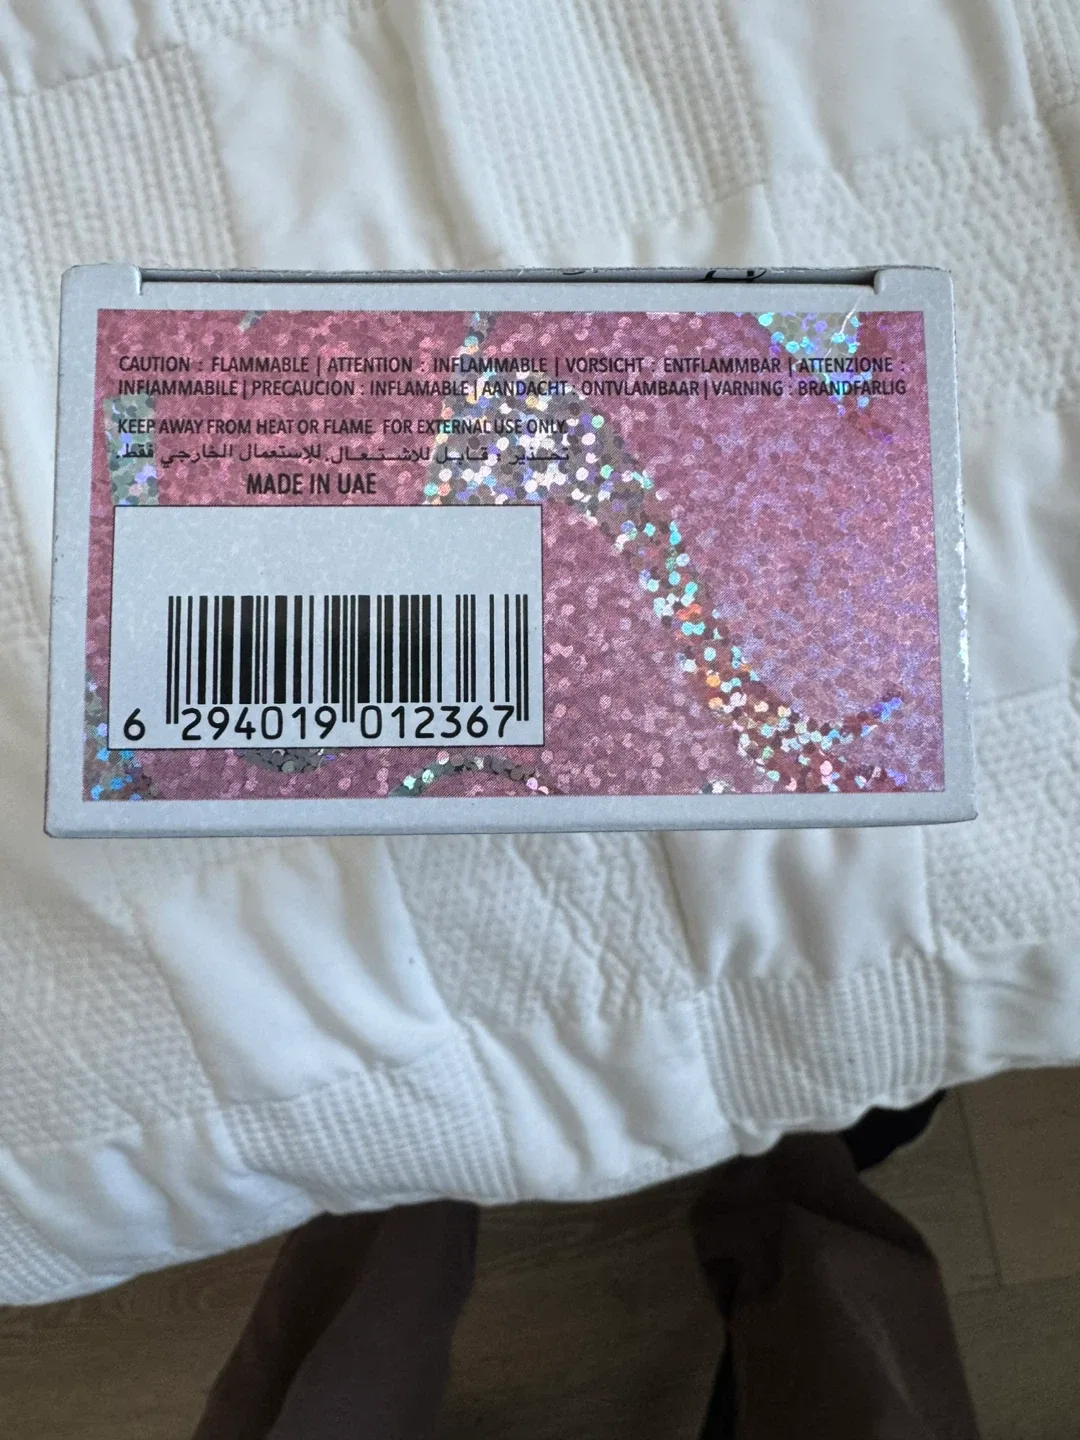 CAUTION : FLAMMABLE | ATTENTION : INFLAMMABLE | VORSICHT : ENTFLAMMBAR | ATTENZIONE :
INFIAMMABILE | PRECAUCION : INFLAMABLE | AANDACHT : ONTVLAMBAAR | VARNING : BRANDFARLIG
KEEP AWAY FROM HEAT OR FLAME. FOR EXTERNAL USE ONLY.
تحذير : قابل للاشتعال. للإستعمال الخارجي فقط.
MADE IN UAE
6 294019 012367